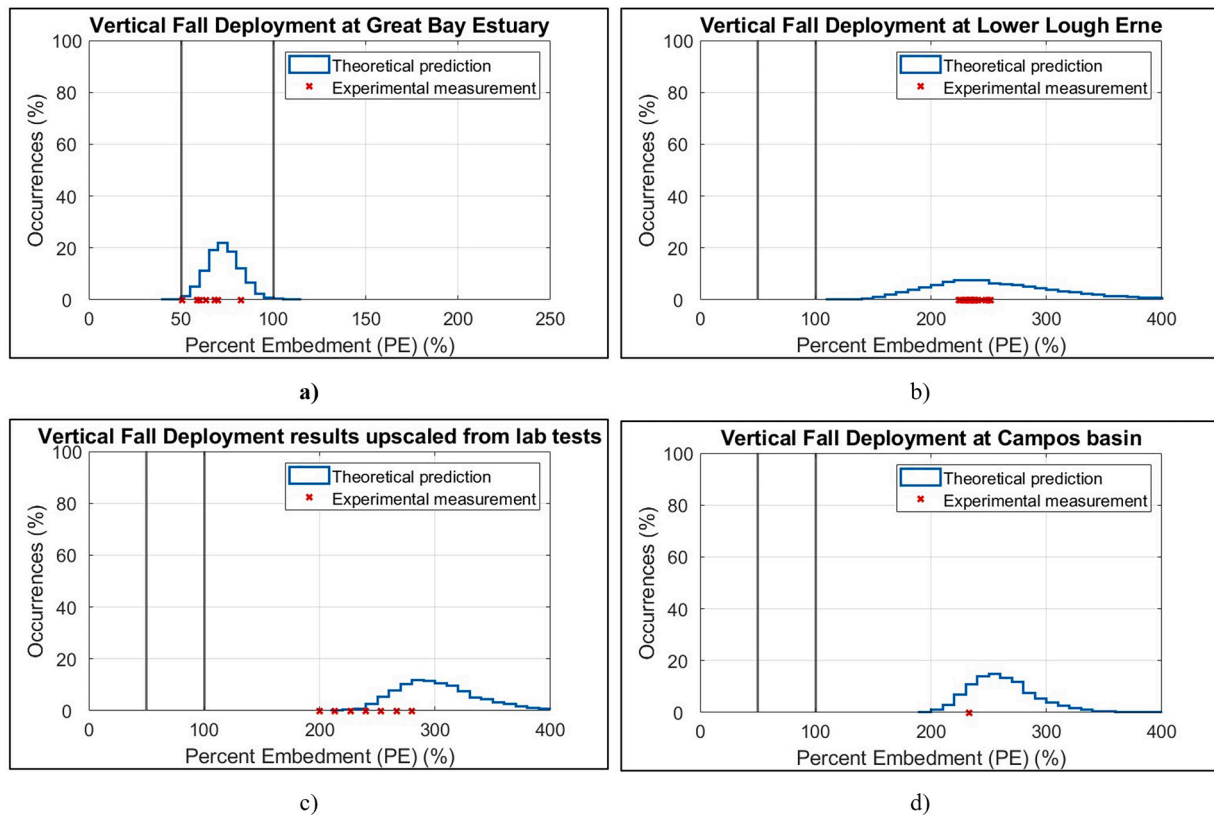 Vertical Fall Deployment at Great Bay Estuary
Theoretical prediction
Experimental measurement
Occurrences (%)
100
80
60
40
20
0
0
50
100
150
200
250
Percent Embedment (PE) (%)
a)
Vertical Fall Deployment at Lower Lough Erne
Theoretical prediction
Experimental measurement
Occurrences (%)
100
80
60
40
20
0
0
100
200
300
400
Percent Embedment (PE) (%)
b)
Vertical Fall Deployment results upscaled from lab tests
Theoretical prediction
Experimental measurement
Occurrences (%)
100
80
60
40
20
0
0
100
200
300
400
Percent Embedment (PE) (%)
c)
Vertical Fall Deployment at Campos basin
Theoretical prediction
Experimental measurement
Occurrences (%)
100
80
60
40
20
0
0
100
200
300
400
Percent Embedment (PE) (%)
d)